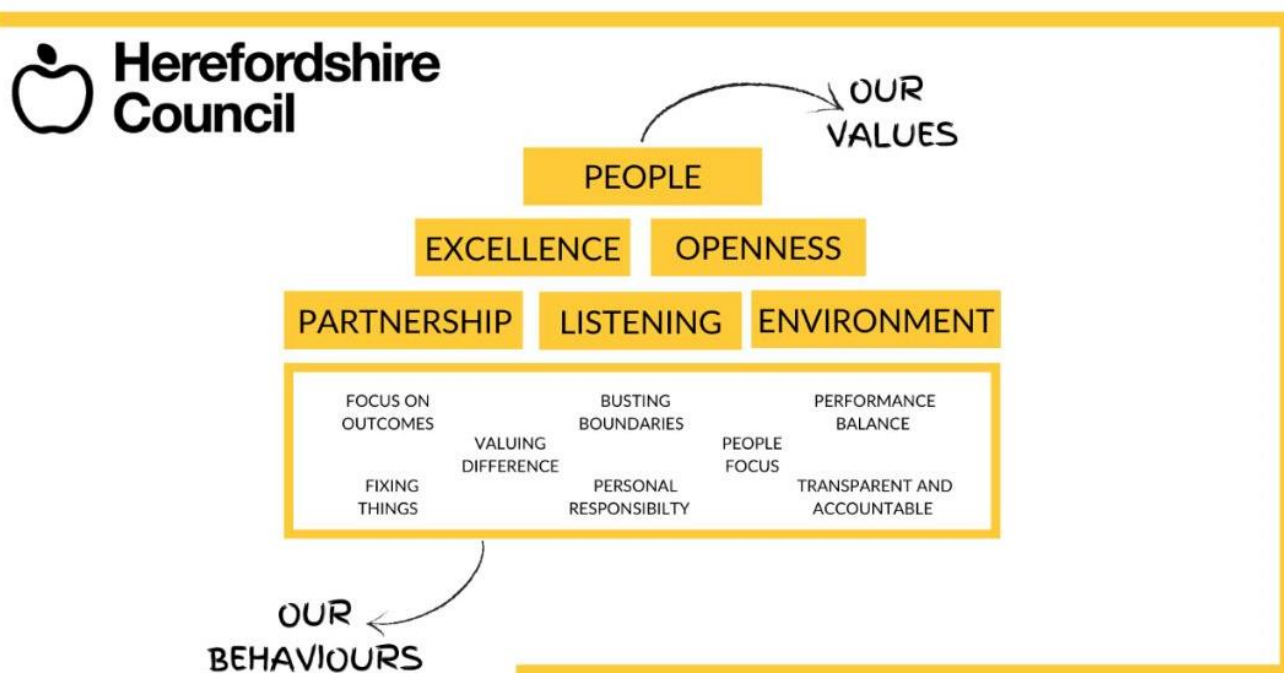 Herefordshire
Council
OUR
VALUES
PEOPLE
EXCELLENCE OPENNESS
PARTNERSHIP LISTENING ENVIRONMENT
FOCUS ON
OUTCOMES
BUSTING
BOUNDARIES
PERFORMANCE
BALANCE
VALUING
DIFFERENCE
PEOPLE
FOCUS
FIXING
THINGS
PERSONAL
RESPONSIBILTY
TRANSPARENT AND
ACCOUNTABLE
OUR
BEHAVIOURS